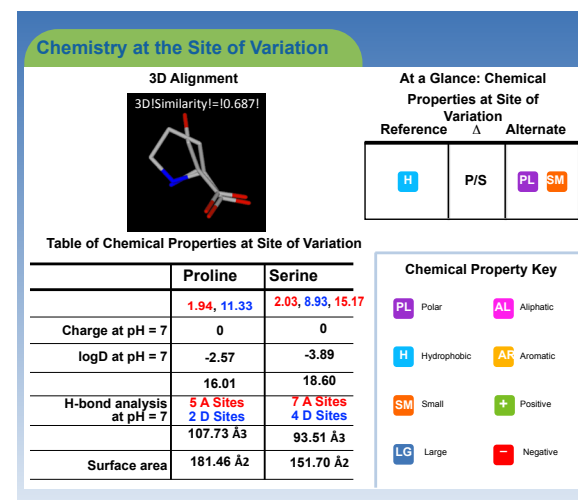 Chemistry at the Site of Variation
3D Alignment
3D!Similarity!=!0.687!
At a Glance: Chemical
Properties at Site of
Variation
Reference Δ Alternate
H P/S PL SM
Table of Chemical Properties at Site of Variation
Proline Serine
1.94, 11.33 2.03, 8.93, 15.17
Charge at pH = 7 0 0
logD at pH = 7 -2.57 -3.89
16.01 18.60
H-bond analysis 5 A Sites 7 A Sites
at pH = 7 2 D Sites 4 D Sites
107.73 Å3 93.51 Å3
Surface area 181.46 Å2 151.70 Å2
Chemical Property Key
PL Polar AL Aliphatic
H Hydrophobic AR Aromatic
SM Small + Positive
LG Large − Negative